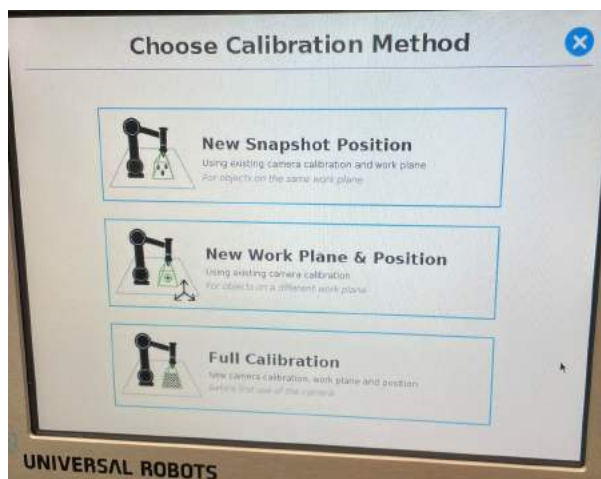 Choose Calibration Method
New Snapshot Position
Using existing camera calibration and work plane
For objects on the same work plane
New Work Plane & Position
Using existing camera calibration
For objects on a different work plane
Full Calibration
New camera calibration, work plane and position
Before first use of the camera
UNIVERSAL ROBOTS